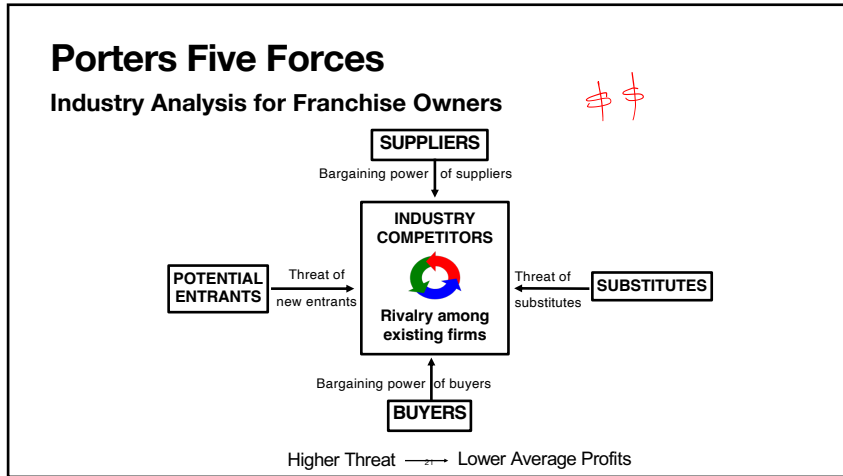 Porters Five Forces
Industry Analysis for Franchise Owners
$ $
SUPPLIERS
Bargaining power of suppliers
INDUSTRY
COMPETITORS
Rivalry among
existing firms
POTENTIAL
ENTRANTS
Threat of
new entrants
Threat of
substitutes
SUBSTITUTES
Bargaining power of buyers
BUYERS
Higher Threat 21 Lower Average Profits